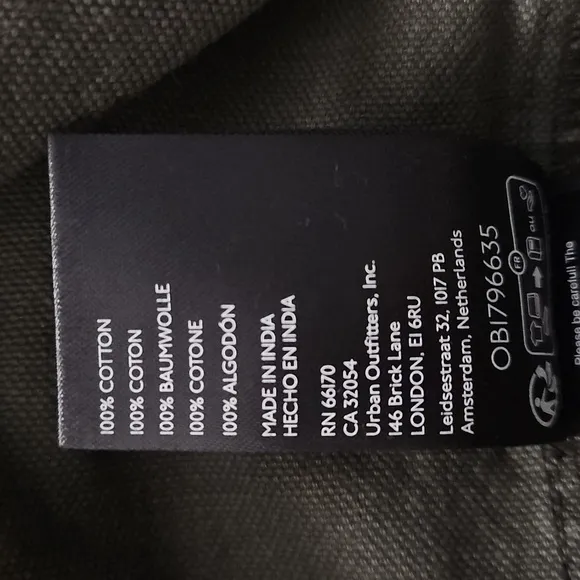 100% COTTON
100% COTON
100% BAUMWOLLE
100% COTONE
100% ALGODÓN
MADE IN INDIA
HECHO EN INDIA
RN 66170
CA 32054
Urban Outfitters, Inc.
146 Brick Lane
LONDON, E1 6RU
Leidsestraat 32, 1017 PB
Amsterdam, Netherlands
OB1796635
FR
OU
Please be careful! The